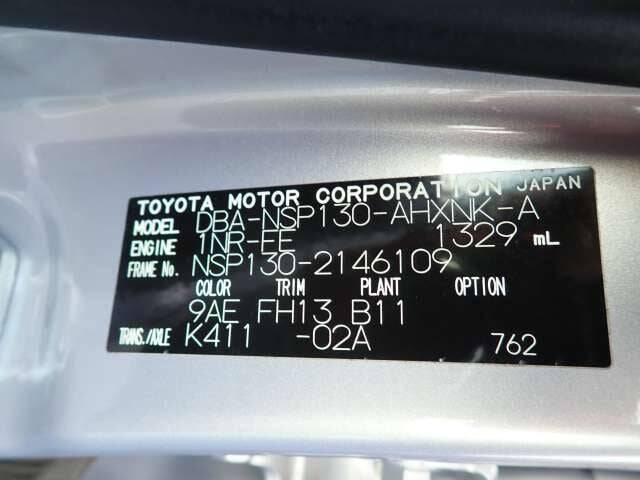 TOYOTA MOTOR CORPORATION JAPAN
MODEL DBA-NSP130-AHXNK-A
ENGINE 1NR-EE 1329 mL
FRAME No. NSP130-2146109
COLOR TRIM PLANT OPTION
9AE FH13 B11
TRANS./AXLE K411 -02A 762